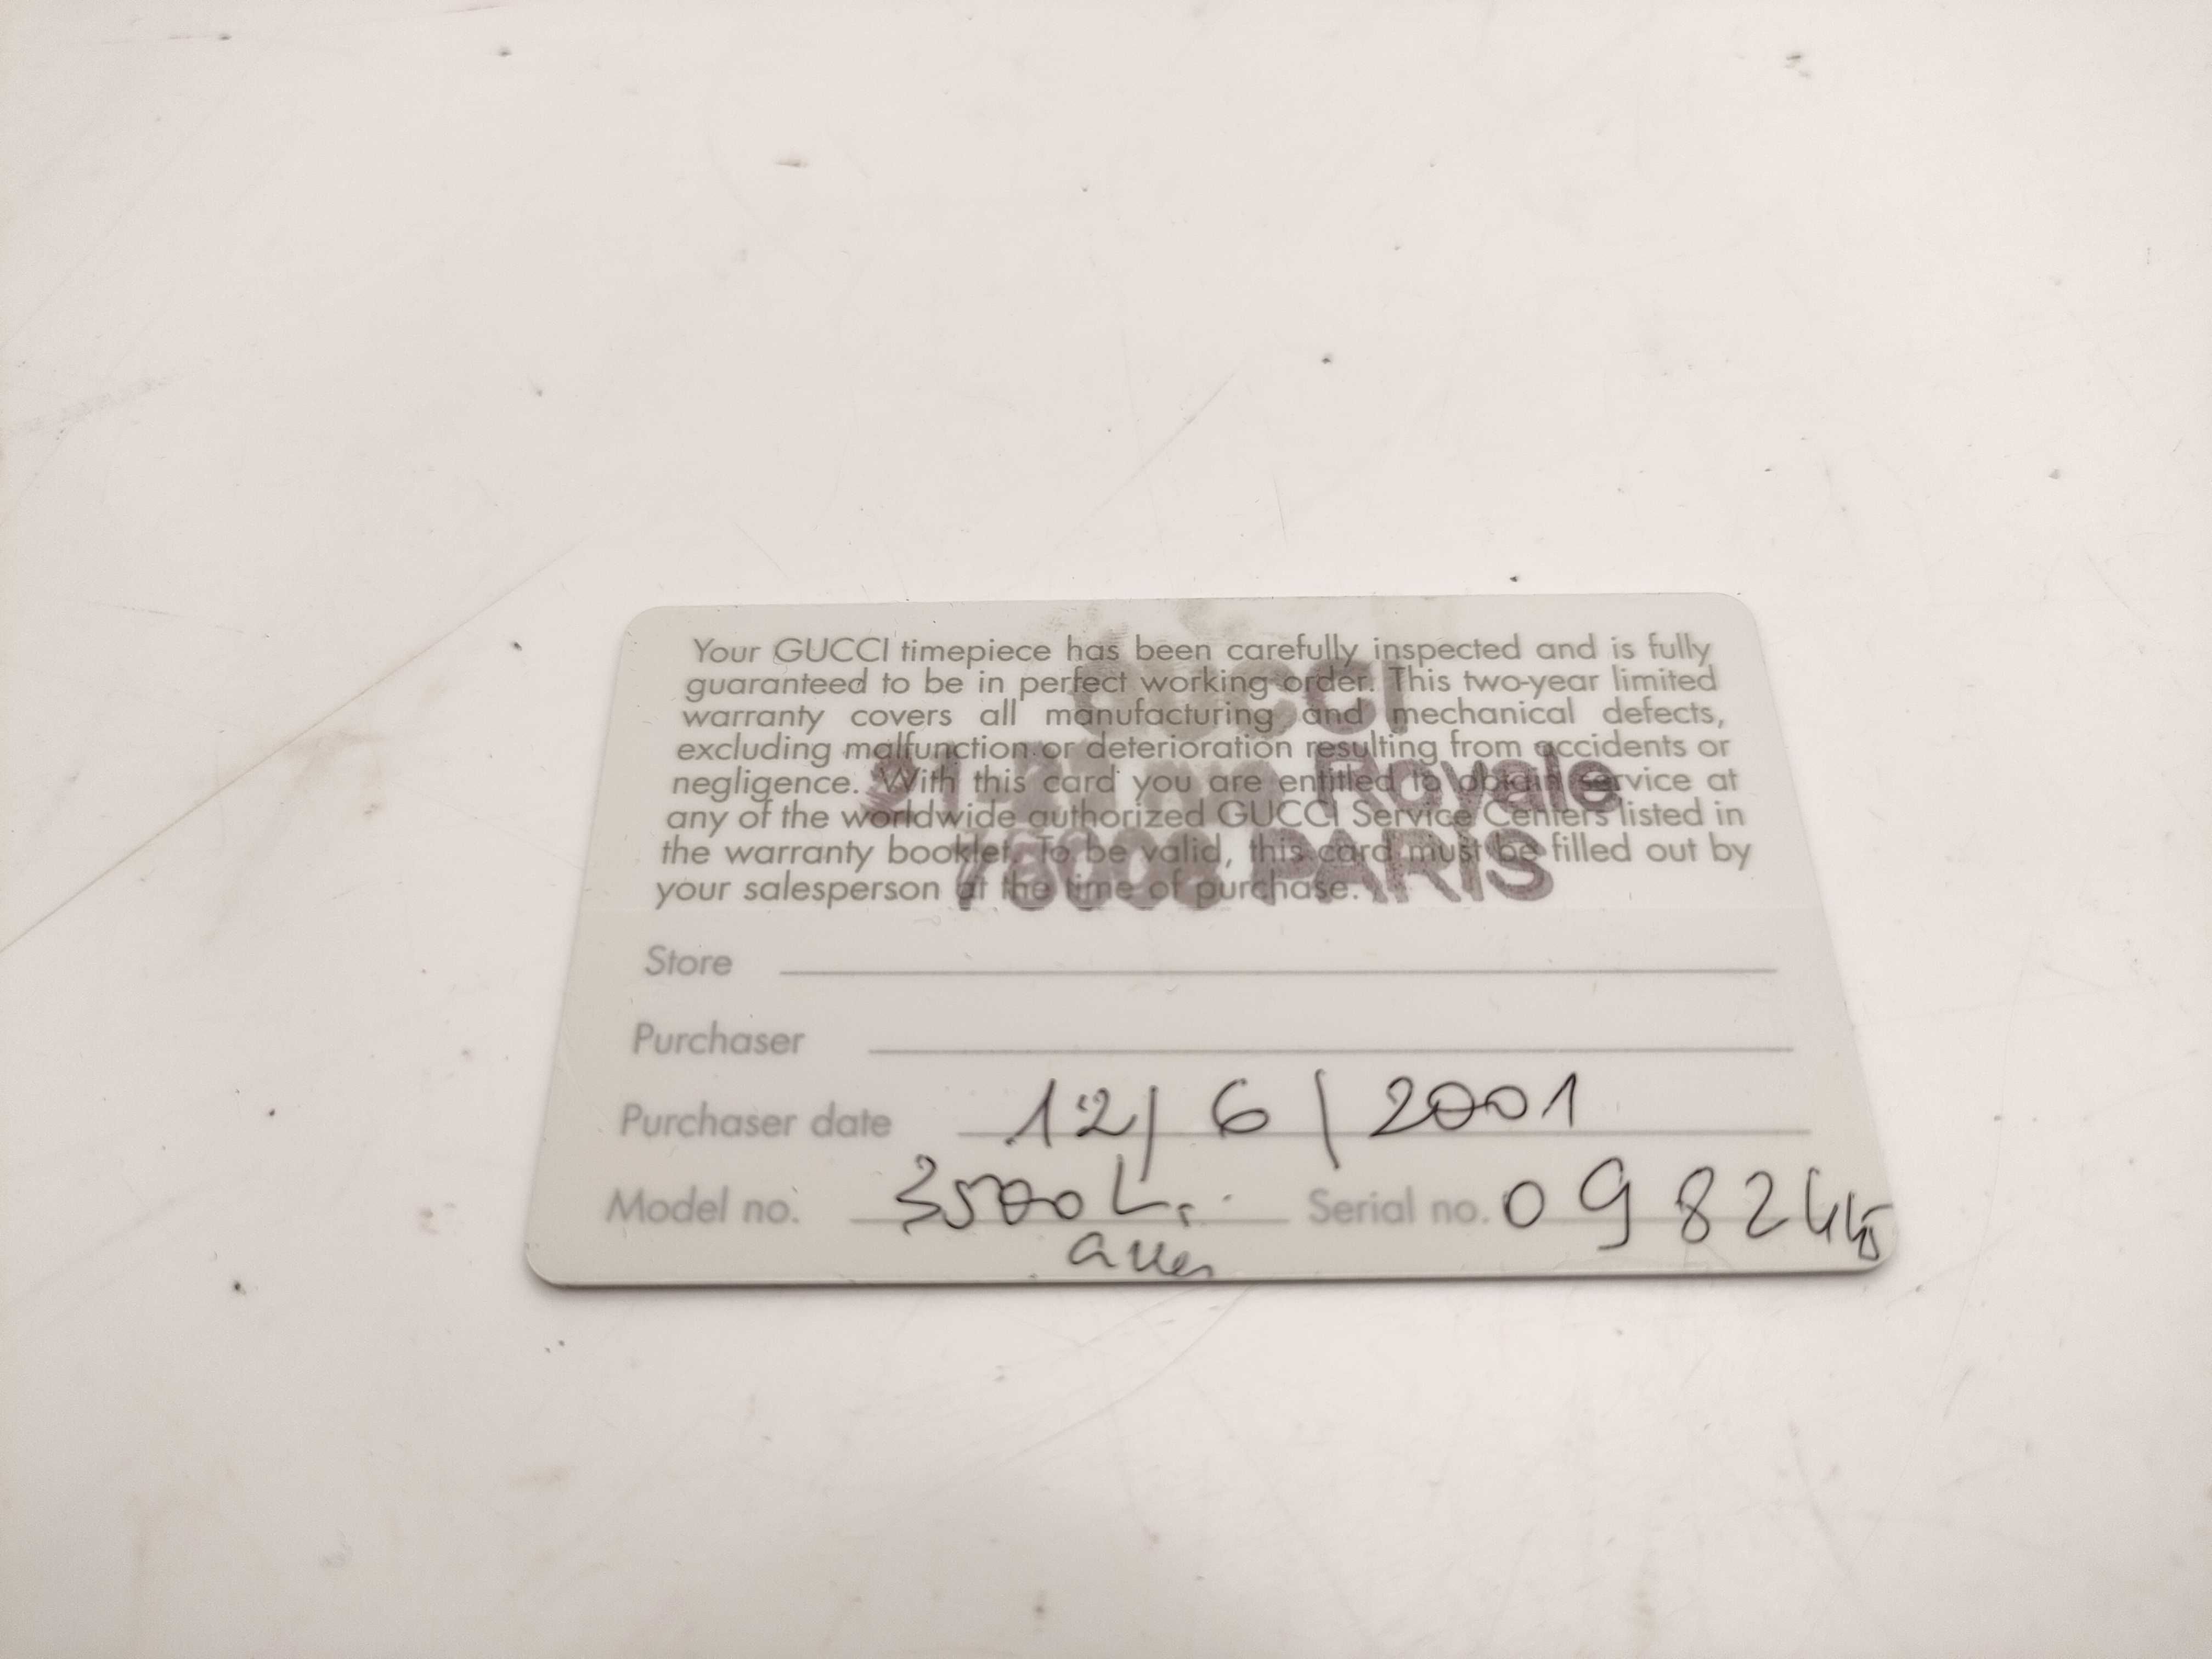 Your GUCCI timepiece has been carefully inspected and is fully
guaranteed to be in perfect working order. This two-year limited
warranty covers all manufacturing and mechanical defects,
excluding malfunction or deterioration resulting from accidents or
negligence. With this card you are entitled to obtain service at
any of the worldwide authorized GUCCI Service Centers listed in
the warranty booklet. To be valid, this card must be filled out by
your salesperson at the time of purchase.
GUCCI
Royale
75008 PARIS
Store
Purchaser
Purchaser date 12/6/2001
Model no. 3500L Serial no. 0982445